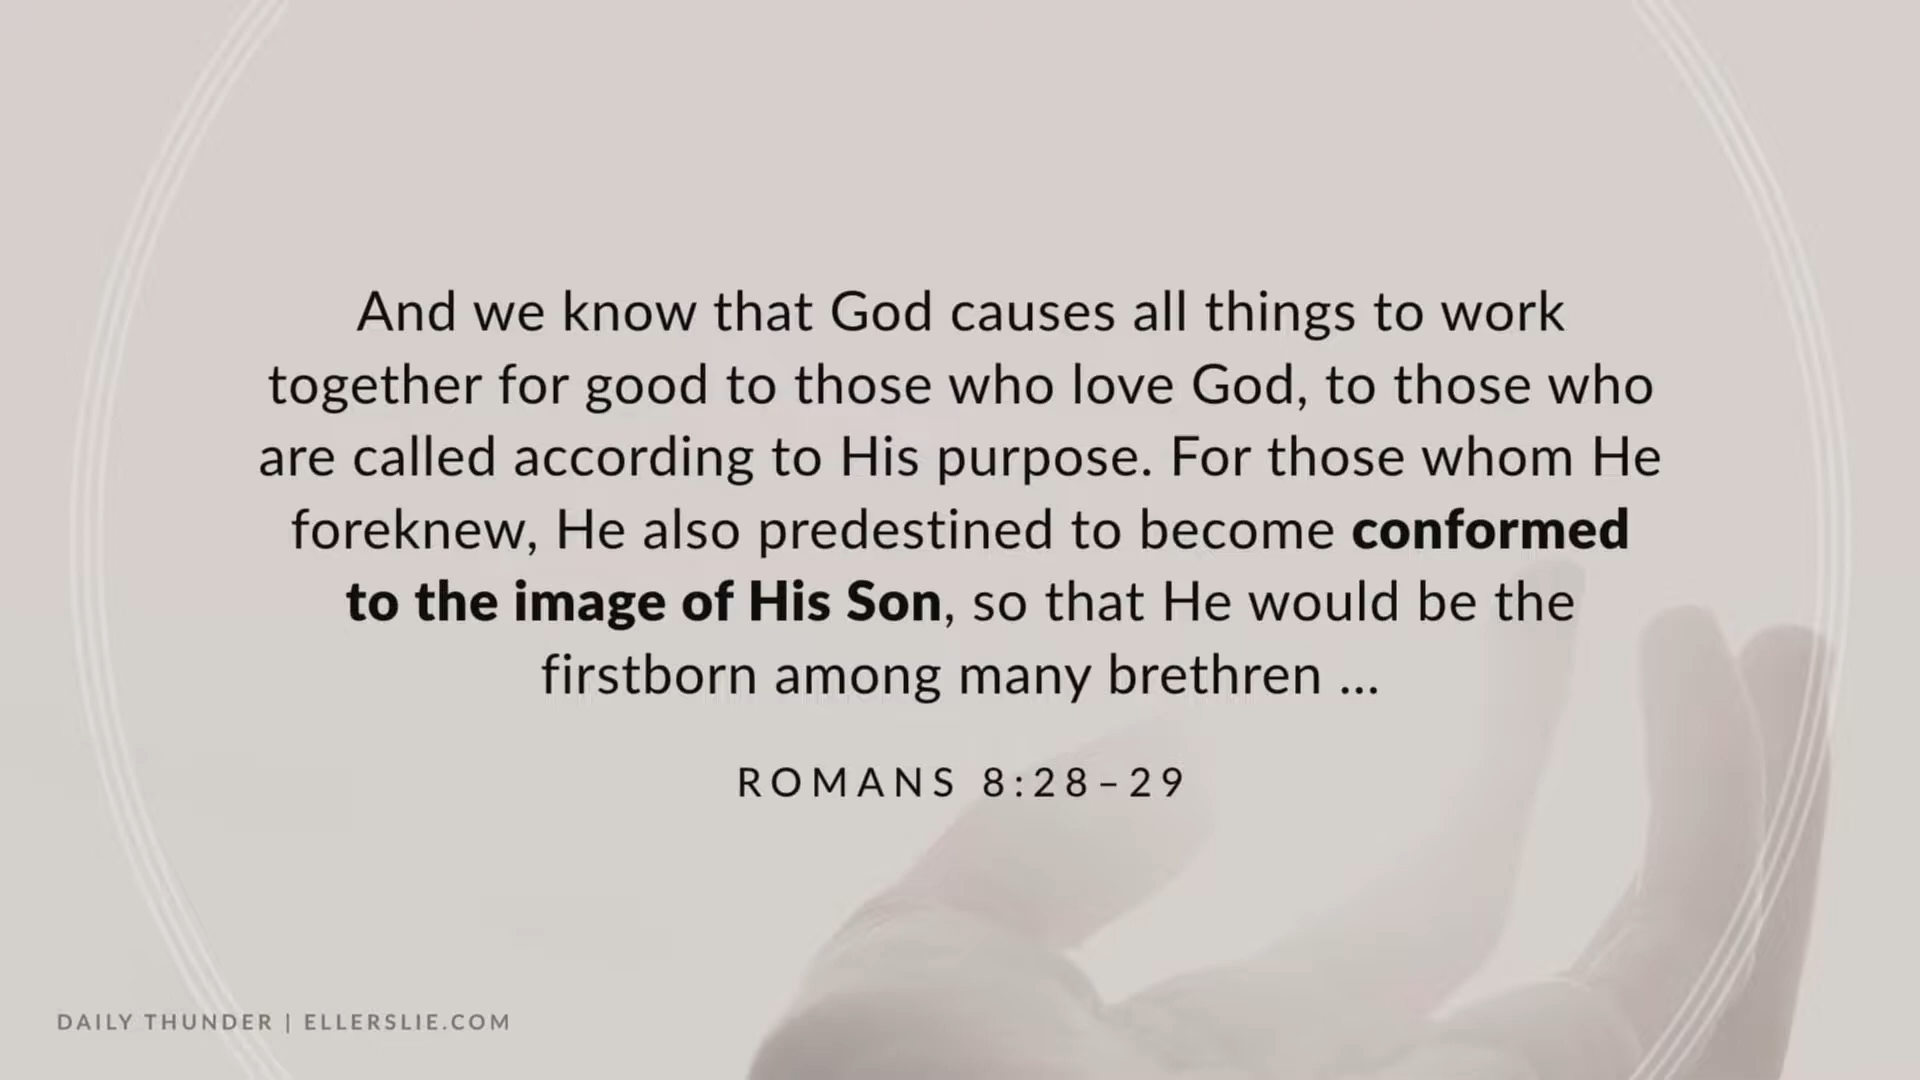 And we know that God causes all things to work
together for good to those who love God, to those who
are called according to His purpose. For those whom He
foreknew, He also predestined to become conformed
to the image of His Son, so that He would be the
firstborn among many brethren ...
ROMANS 8:28–29
DAILY THUNDER | ELLERSLIE.COM